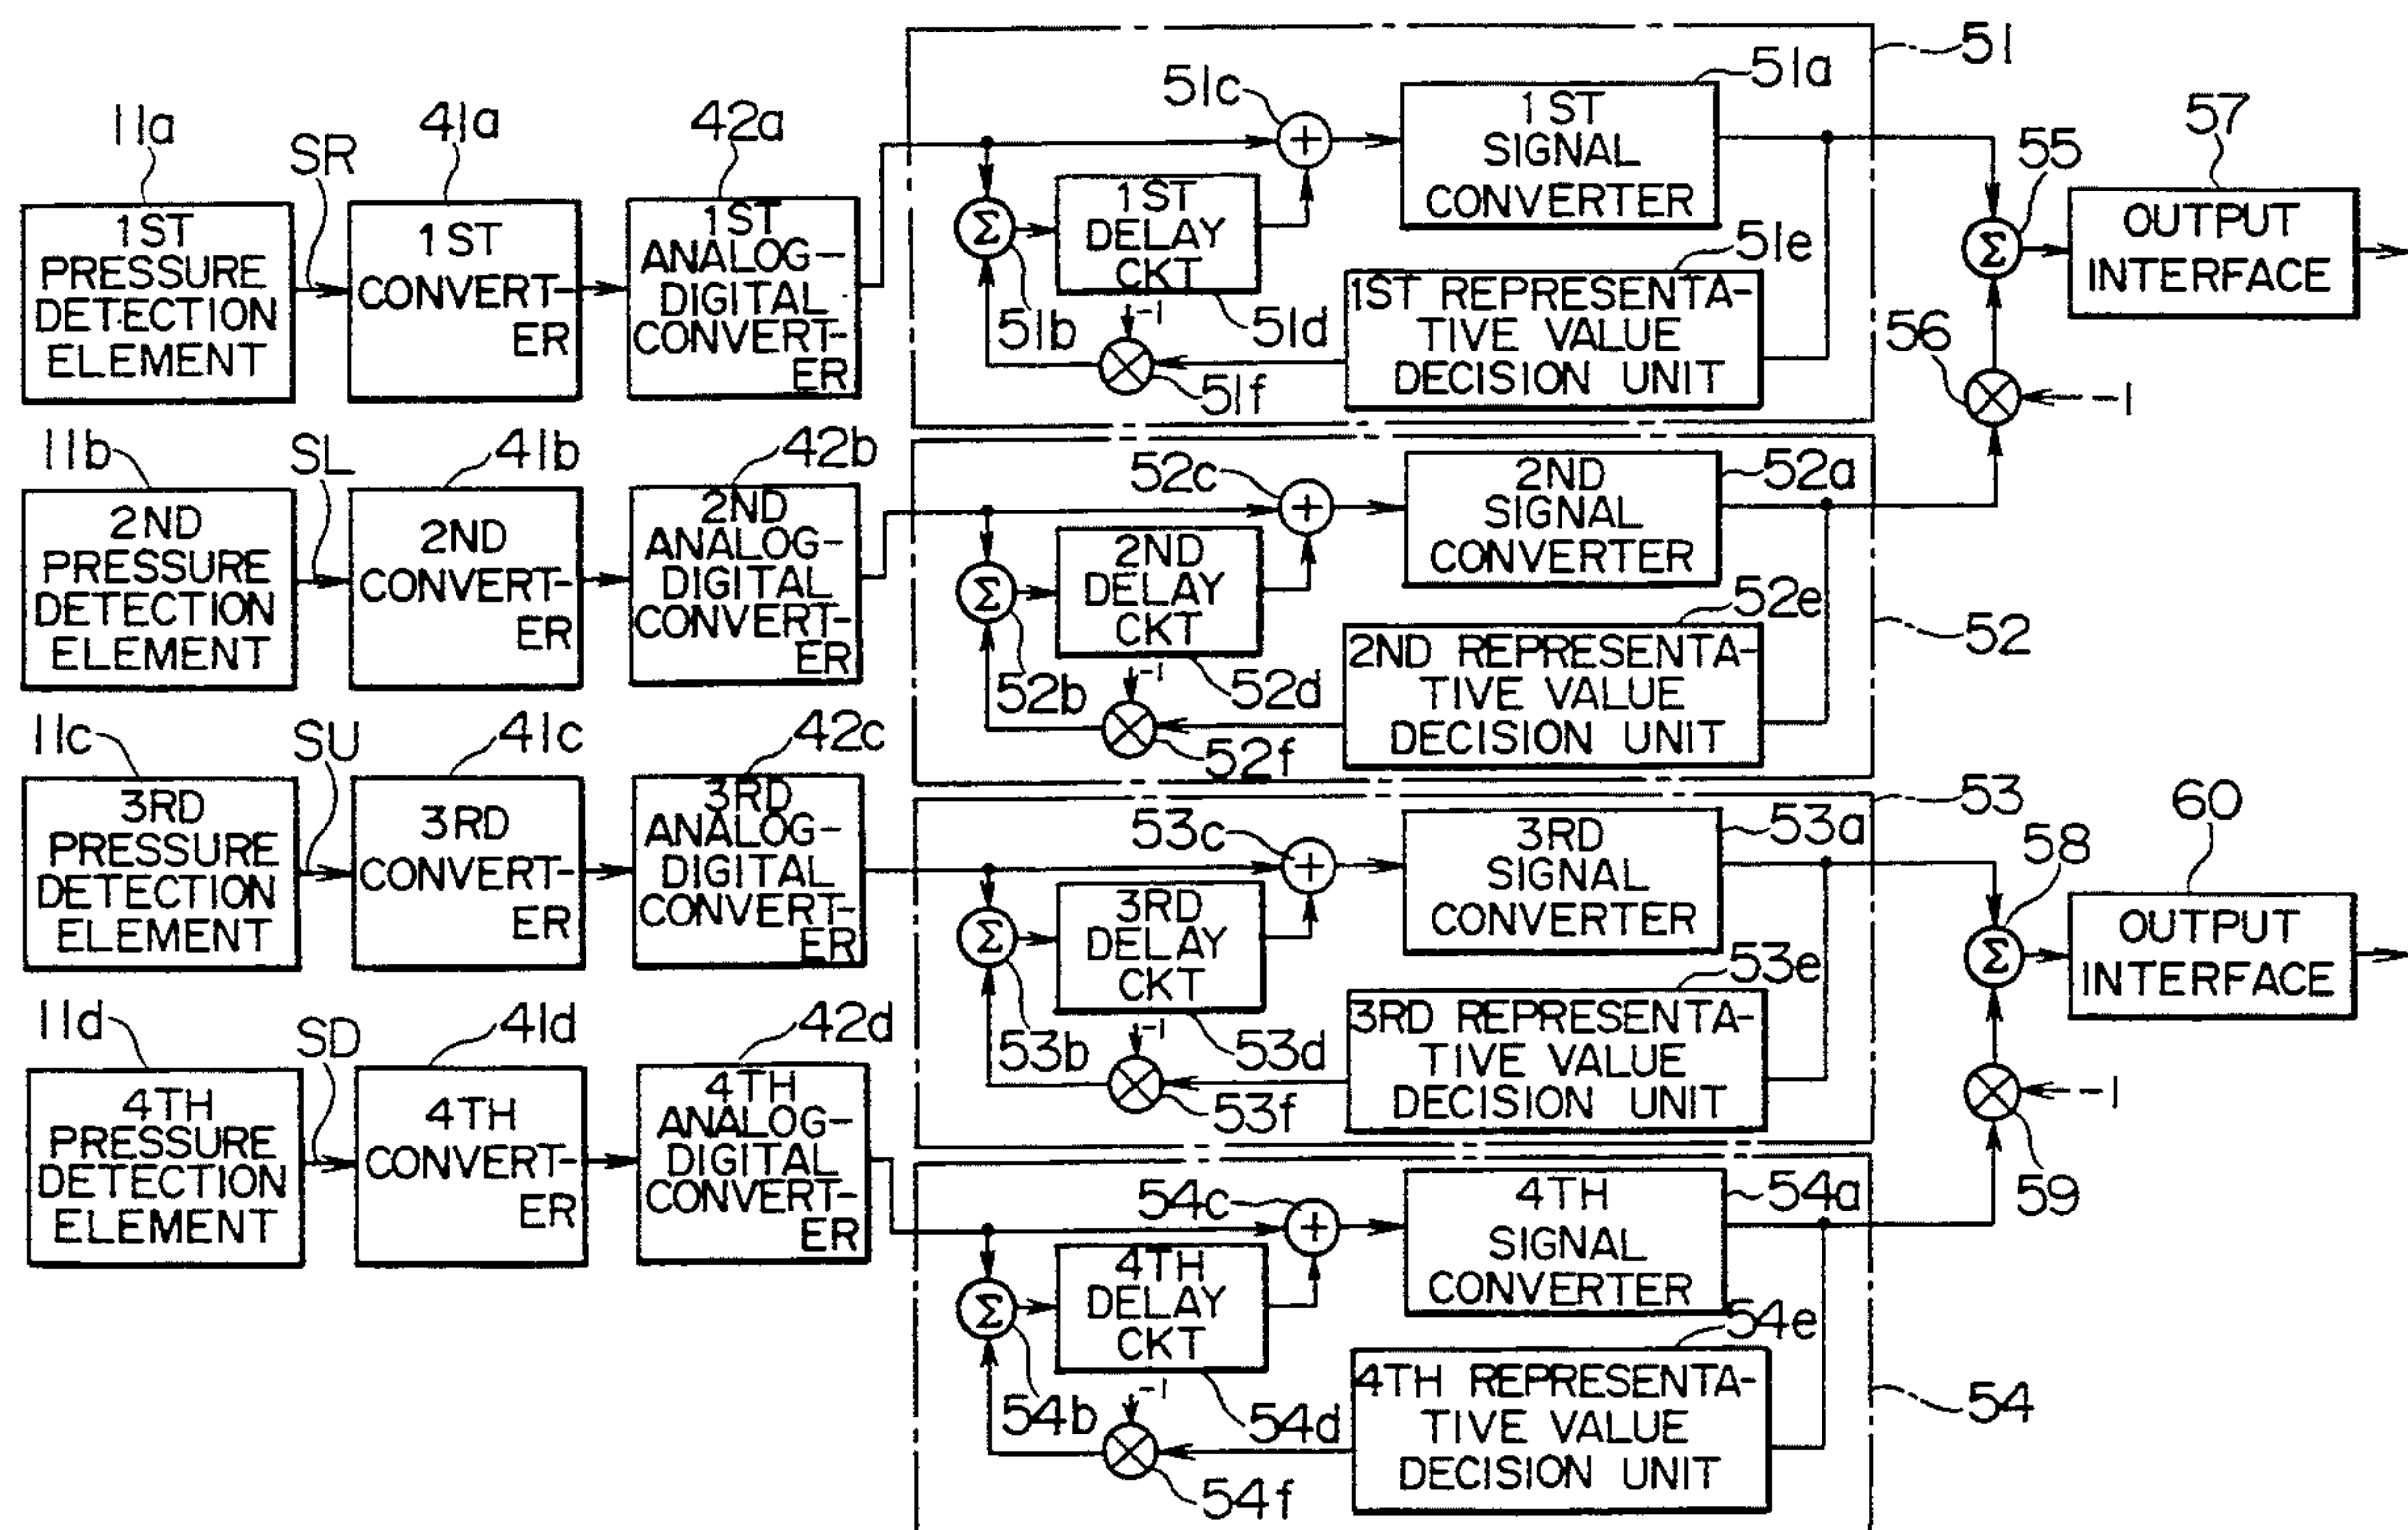 11a
SR
41a
42a
51c
51a
51
1ST
PRESSURE
DETECTION
ELEMENT
1ST
CONVERT-
ER
1ST
ANALOG-
DIGITAL
CONVERT-
ER
Σ
1ST
DELAY
CKT
+
1ST
SIGNAL
CONVERTER
51e
1ST REPRESENTA-
TIVE VALUE
DECISION UNIT
51b
-1
51d
51f
55
Σ
57
OUTPUT
INTERFACE
56
-1
11b
SL
41b
42b
52c
52a
2ND
PRESSURE
DETECTION
ELEMENT
2ND
CONVERT-
ER
2ND
ANALOG-
DIGITAL
CONVERT-
ER
Σ
2ND
DELAY
CKT
+
2ND
SIGNAL
CONVERTER
52e
52
2ND REPRESENTA-
TIVE VALUE
DECISION UNIT
52b
-1
52d
52f
11c
SU
41c
42c
53c
53a
53
3RD
PRESSURE
DETECTION
ELEMENT
3RD
CONVERT-
ER
3RD
ANALOG-
DIGITAL
CONVERT-
ER
Σ
3RD
DELAY
CKT
+
3RD
SIGNAL
CONVERTER
53e
3RD REPRESENTA-
TIVE VALUE
DECISION UNIT
53b
-1
53d
53f
58
Σ
60
OUTPUT
INTERFACE
-1
59
11d
SD
41d
42d
54c
54a
4TH
PRESSURE
DETECTION
ELEMENT
4TH
CONVERT-
ER
4TH
ANALOG-
DIGITAL
CONVERT-
ER
Σ
4TH
DELAY
CKT
+
4TH
SIGNAL
CONVERTER
54e
4TH REPRESENTA-
TIVE VALUE
DECISION UNIT
54b
-1
54d
54f
54